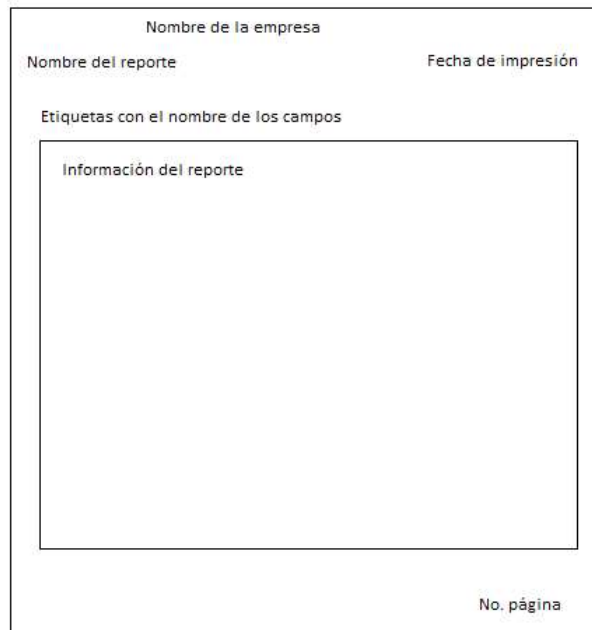 Nombre de la empresa
Nombre del reporte Fecha de impresión
Etiquetas con el nombre de los campos
Información del reporte
No. página